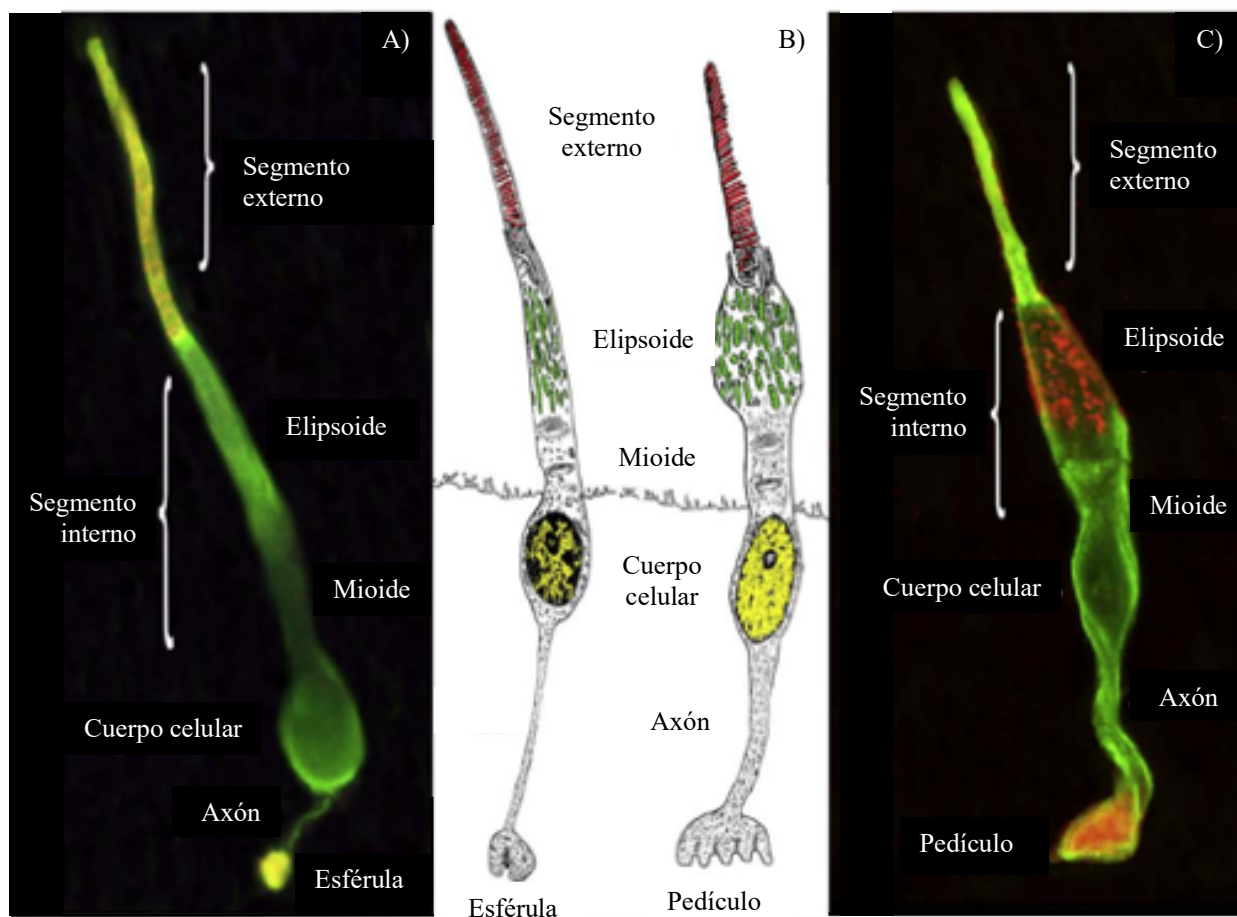 A)
Segmento
externo
Elipsoide
Segmento
interno
Mioide
Cuerpo celular
Axón
Esférula
B)
Segmento
externo
Elipsoide
Mioide
Cuerpo
celular
Axón
Esférula
Pedículo
C)
Segmento
externo
Elipsoide
Segmento
interno
Mioide
Cuerpo celular
Axón
Pedículo